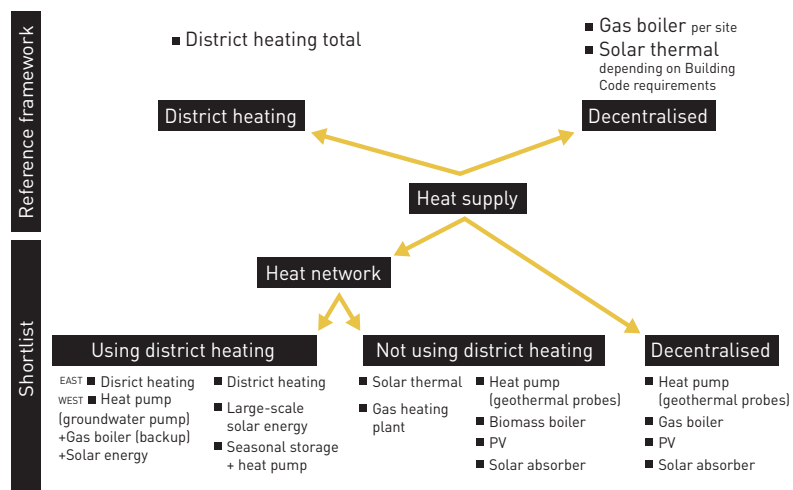 Reference framework
■ District heating total
■ Gas boiler per site
■ Solar thermal
depending on Building
Code requirements
District heating
Decentralised
Heat supply
Shortlist
Heat network
Using district heating
Not using district heating
Decentralised
EAST ■ Disrict heating
WEST ■ Heat pump
(groundwater pump)
+Gas boiler (backup)
+Solar energy
■ District heating
■ Large-scale
solar energy
■ Seasonal storage
+ heat pump
■ Solar thermal
■ Gas heating
plant
■ Heat pump
(geothermal probes)
■ Biomass boiler
■ PV
■ Solar absorber
■ Heat pump
(geothermal probes)
■ Gas boiler
■ PV
■ Solar absorber